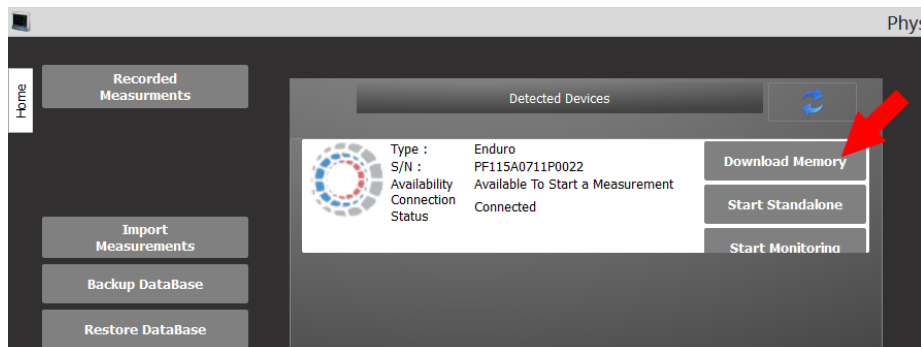 Phys
Home
Recorded
Measurments
Import
Measurements
Backup DataBase
Restore DataBase
Detected Devices
Type : Enduro
S/N : PF115A0711P0022
Availability Available To Start a Measurement
Connection
Status Connected
Download Memory
Start Standalone
Start Monitoring